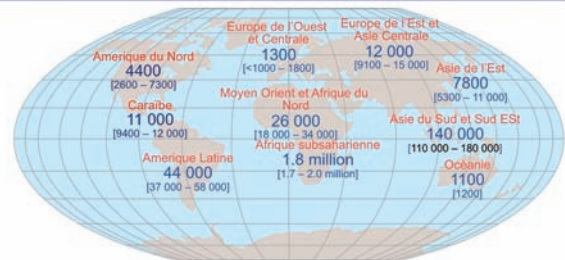 Europe de l'Ouest
et Centrale
1300
[<1000 – 1800]
Europe de l'Est et
Asie Centrale
12 000
[9100 – 15 000]
Amerique du Nord
4400
[2600 – 7300]
Asie de l'Est
7800
[5300 – 11 000]
Caraïbe
11 000
[9400 – 12 000]
Moyen Orient et Afrique du
Nord
26 000
[18 000 – 34 000]
Asie du Sud et Sud ESt
140 000
[110 000 – 180 000]
Amerique Latine
44 000
[37 000 – 58 000]
Afrique subsaharienne
1.8 million
[1.7 – 2.0 million]
Océanie
1100
[1200]